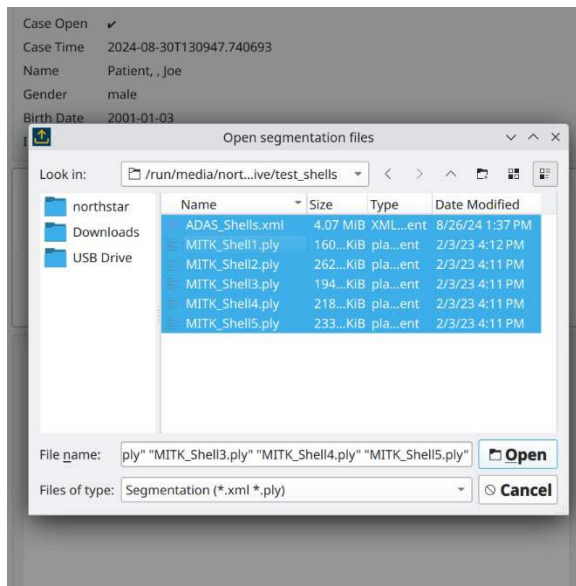 Case Open ✔
Case Time 2024-08-30T130947.740693
Name Patient, , Joe
Gender male
Birth Date 2001-01-03
Open segmentation files
Look in: /run/media/nort...ive/test_shells
northstar
Downloads
USB Drive
Name Size Type Date Modified
ADAS_Shells.xml 4.07 MiB XML...ent 8/26/24 1:37 PM
MITK_Shell1.ply 160...KiB pla...ent 2/3/23 4:12 PM
MITK_Shell2.ply 262...KiB pla...ent 2/3/23 4:11 PM
MITK_Shell3.ply 194...KiB pla...ent 2/3/23 4:11 PM
MITK_Shell4.ply 218...KiB pla...ent 2/3/23 4:11 PM
MITK_Shell5.ply 233...KiB pla...ent 2/3/23 4:11 PM
File name: ply" "MITK_Shell3.ply" "MITK_Shell4.ply" "MITK_Shell5.ply" Open
Files of type: Segmentation (*.xml *.ply) Cancel